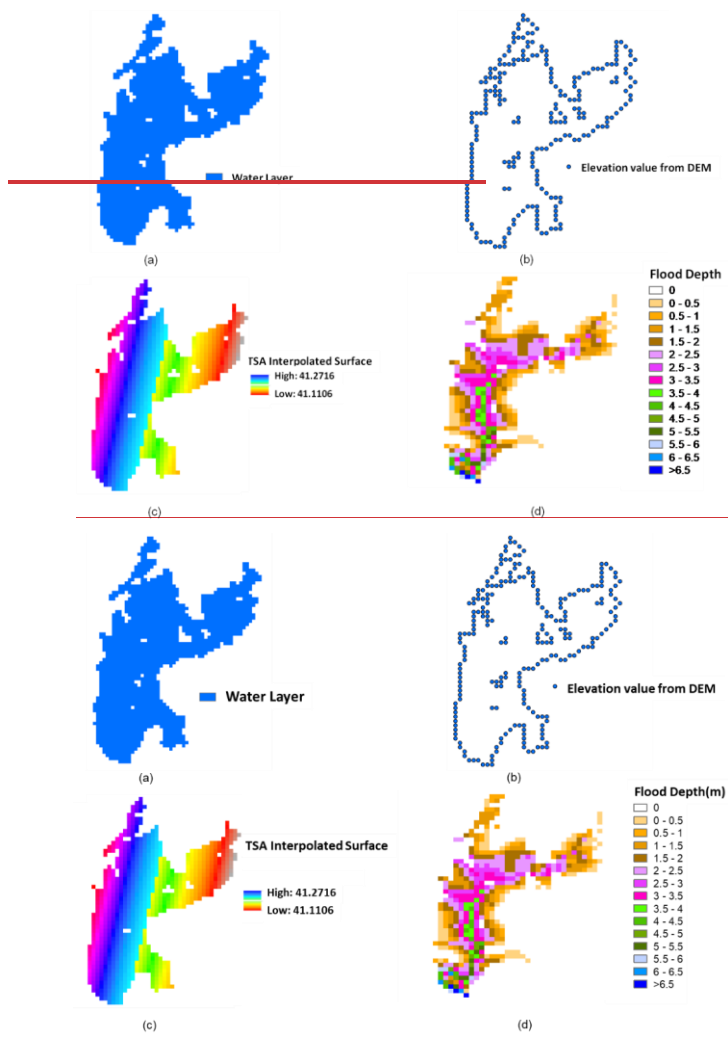 Water Layer
Elevation value from DEM
(a)
(b)
TSA Interpolated Surface
High: 41.2716
Low: 41.1106
Flood Depth
0
0 - 0.5
0.5 - 1
1 - 1.5
1.5 - 2
2 - 2.5
2.5 - 3
3 - 3.5
3.5 - 4
4 - 4.5
4.5 - 5
5 - 5.5
5.5 - 6
6 - 6.5
>6.5
(c)
(d)
Water Layer
Elevation value from DEM
(a)
(b)
TSA Interpolated Surface
High: 41.2716
Low: 41.1106
Flood Depth(m)
0
0 - 0.5
0.5 - 1
1 - 1.5
1.5 - 2
2 - 2.5
2.5 - 3
3 - 3.5
3.5 - 4
4 - 4.5
4.5 - 5
5 - 5.5
5.5 - 6
6 - 6.5
>6.5
(c)
(d)